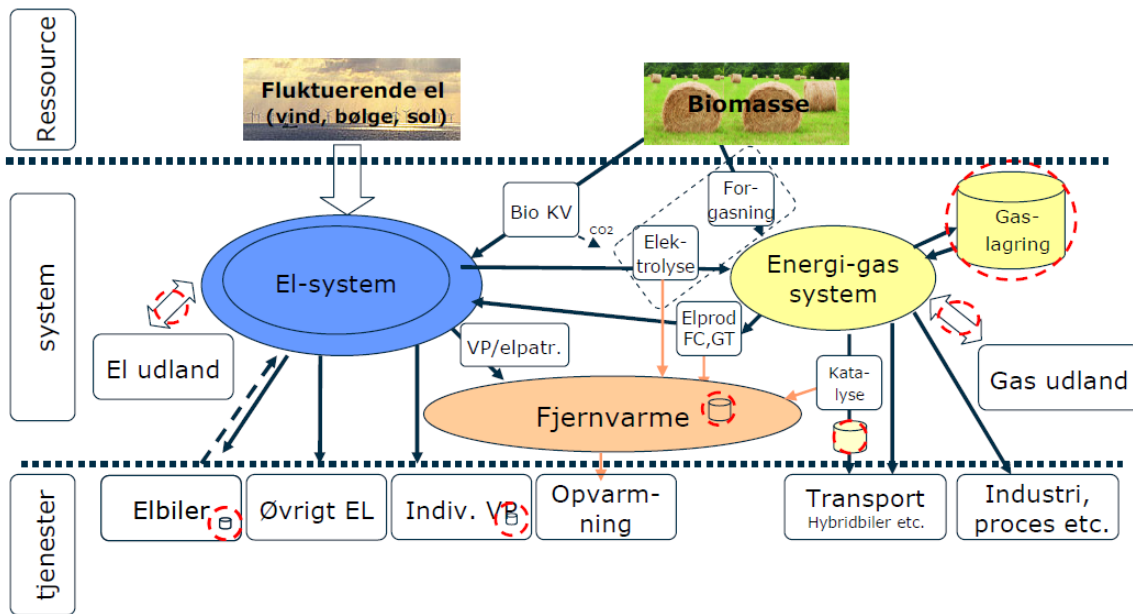 Ressource
Fluktuerende el
(vind, bølge, sol)
Biomasse
system
Bio KV
CO2
For-
gasning
Elek-
trolyse
Gas-
lagring
El-system
Energi-gas
system
El udland
VP/elpatr.
Elprod
FC,GT
Kata-
lyse
Gas udland
Fjernvarme
tjenester
Elbiler
Øvrigt EL
Indiv. VP
Opvarm-
ning
Transport
Hybridbiler etc.
Industri,
proces etc.